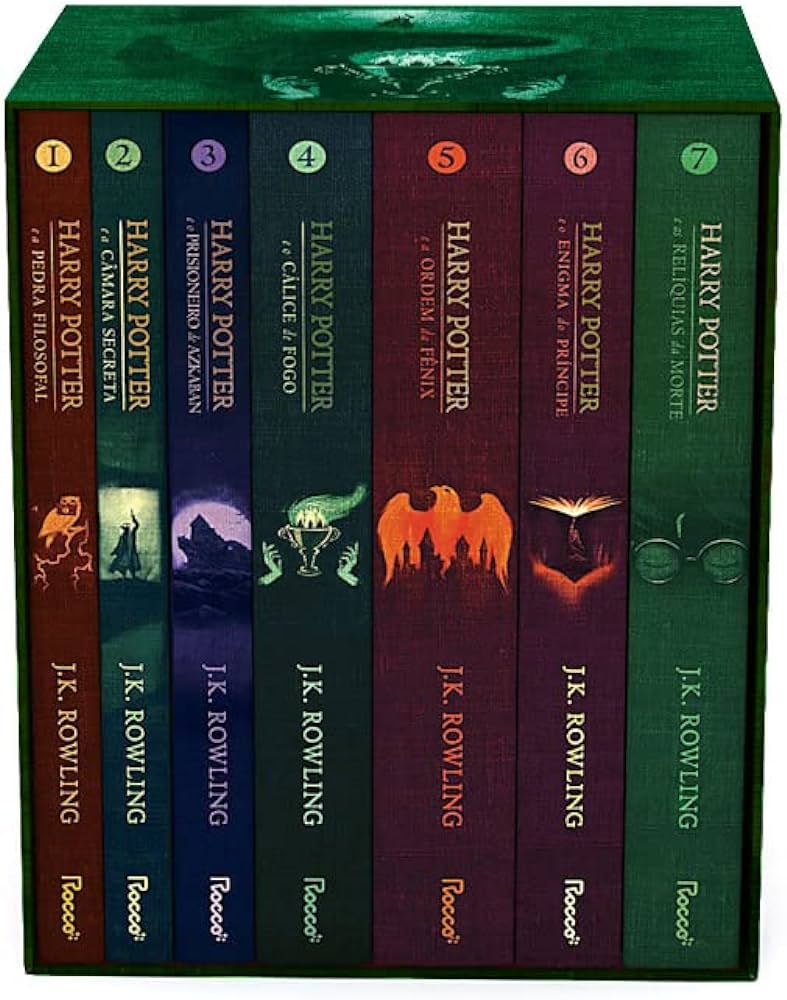 1
HARRY POTTER
e a PEDRA FILOSOFAL
J.K. ROWLING
Rocco
2
HARRY POTTER
e a CÂMARA SECRETA
J.K. ROWLING
Rocco
3
HARRY POTTER
e o PRISIONEIRO de AZKABAN
J.K. ROWLING
Rocco
4
HARRY POTTER
e o CÁLICE de FOGO
J.K. ROWLING
Rocco
5
HARRY POTTER
e a ORDEM da FÊNIX
J.K. ROWLING
Rocco
6
HARRY POTTER
e o ENIGMA do PRÍNCIPE
J.K. ROWLING
Rocco
7
HARRY POTTER
e as RELÍQUIAS da MORTE
J.K. ROWLING
Rocco